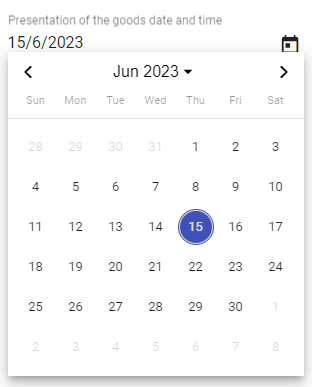 Presentation of the goods date and time
15/6/2023
Jun 2023
Sun Mon Tue Wed Thu Fri Sat
28 29 30 31 1 2 3
4 5 6 7 8 9 10
11 12 13 14 15 16 17
18 19 20 21 22 23 24
25 26 27 28 29 30 1
2 3 4 5 6 7 8